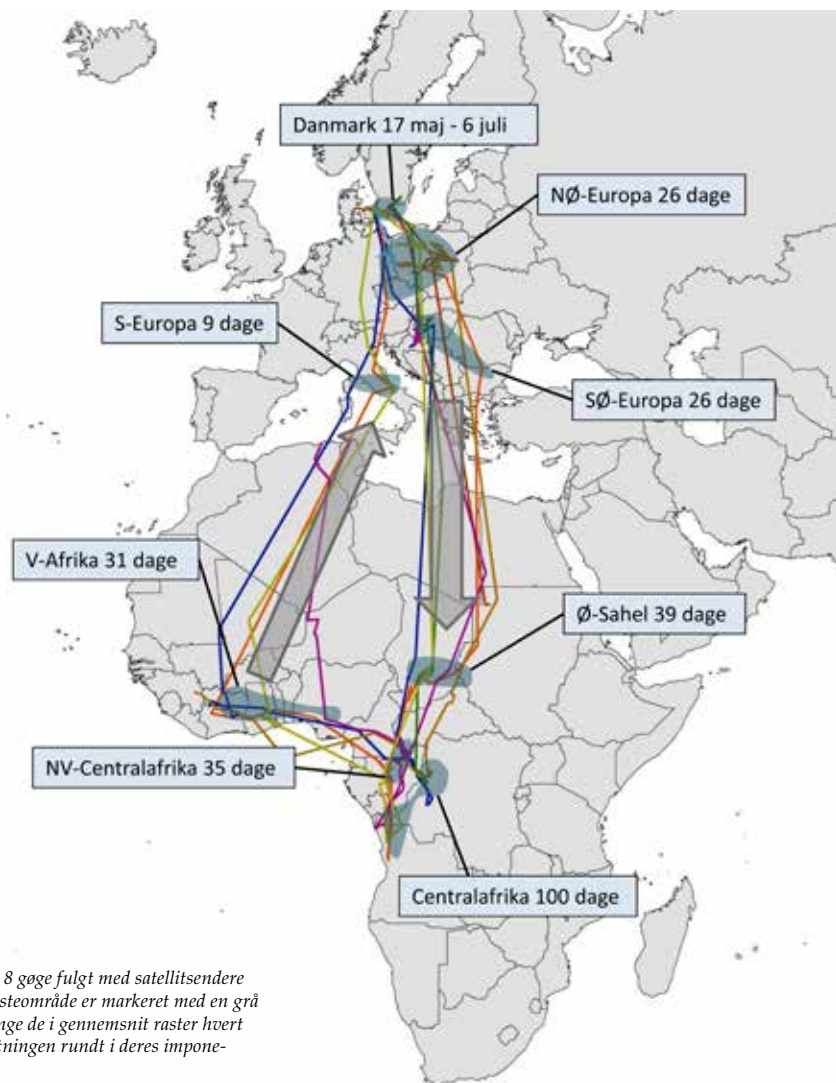 Danmark 17 maj - 6 juli
NØ-Europa 26 dage
S-Europa 9 dage
SØ-Europa 26 dage
V-Afrika 31 dage
Ø-Sahel 39 dage
NV-Centralafrika 35 dage
Centralafrika 100 dage
8 gøge fulgt med satellitsendere
steområde er markeret med en grå
nge de i gennemsnit raster hvert
tningen rundt i deres impone-